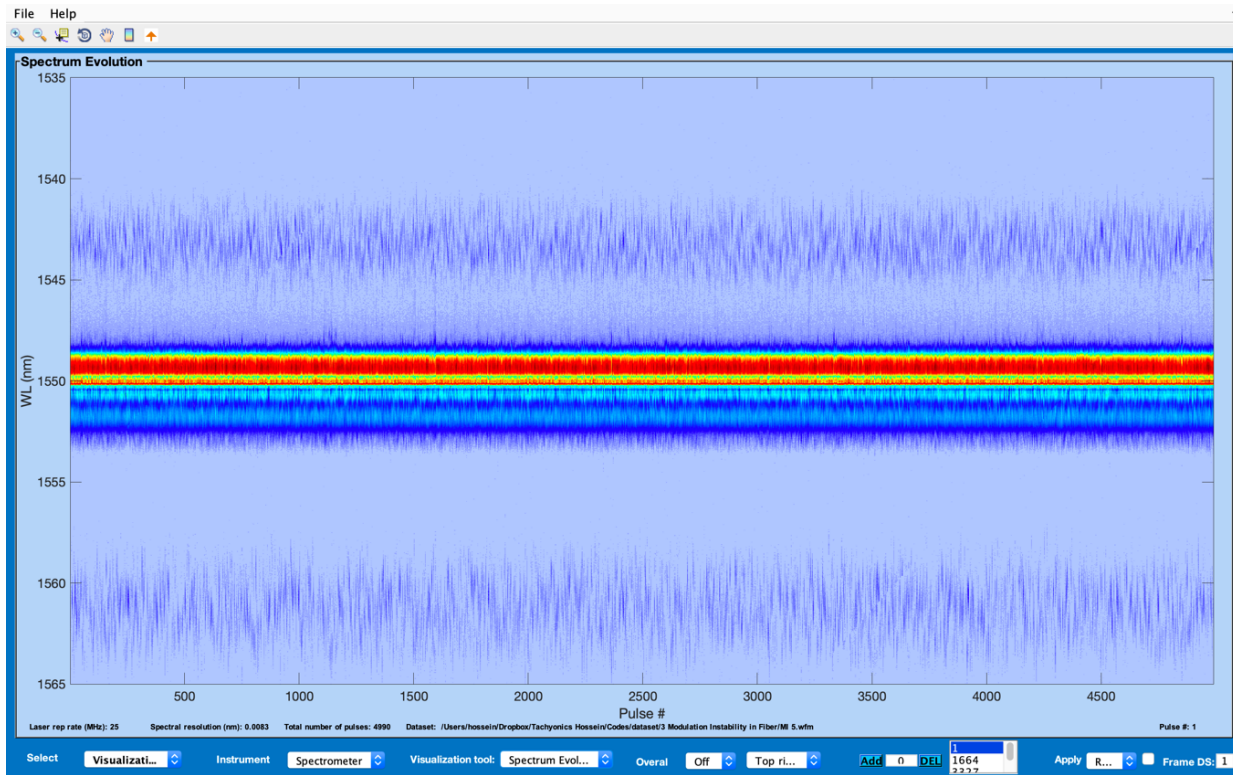 File Help
Spectrum Evolution
1535
1540
1545
1550
1555
1560
1565
WL (nm)
500 1000 1500 2000 2500 3000 3500 4000 4500
Pulse #
Laser rep rate (MHz): 25 Spectral resolution (nm): 0.0083 Total number of pulses: 4990 Dataset: /Users/hossein/Dropbox/Tachyonics Hossein/Codes/dataset/3 Modulation Instability in Fiber/MI 5.wfm Pulse #: 1
Select Visualizati... Instrument Spectrometer Visualization tool: Spectrum Evol... Overal Off Top ri... Add 0 DEL 1 Apply R... Frame DS: 1
1664
3327